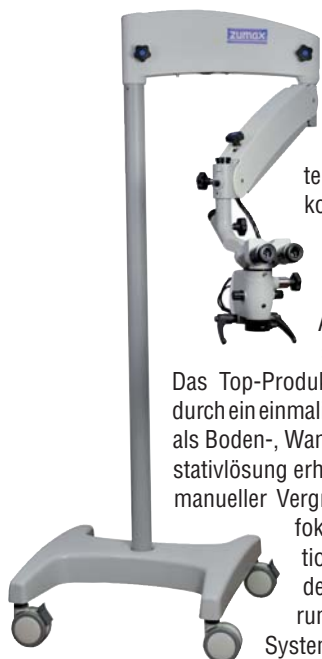 zumax
te
ko
A
Das Top-Produk
durch ein einmal
als Boden-, Wan
stativlösung erh
manueller Vergr
fok
tio
de
run
System